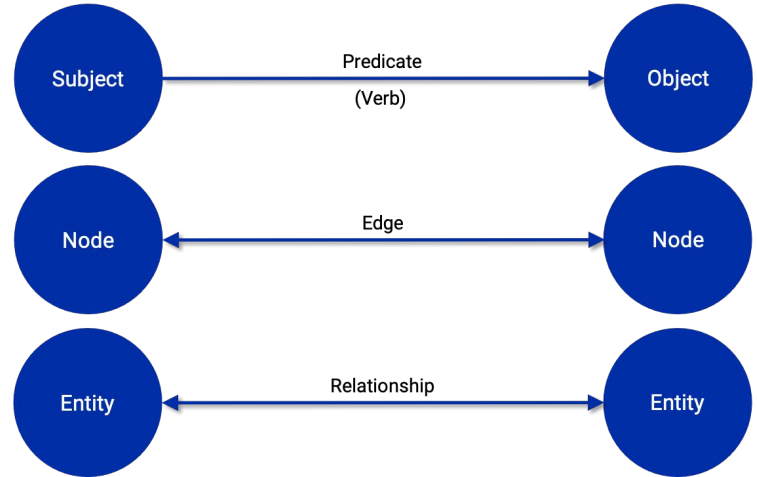 Subject
Predicate
(Verb)
Object
Node
Edge
Node
Entity
Relationship
Entity